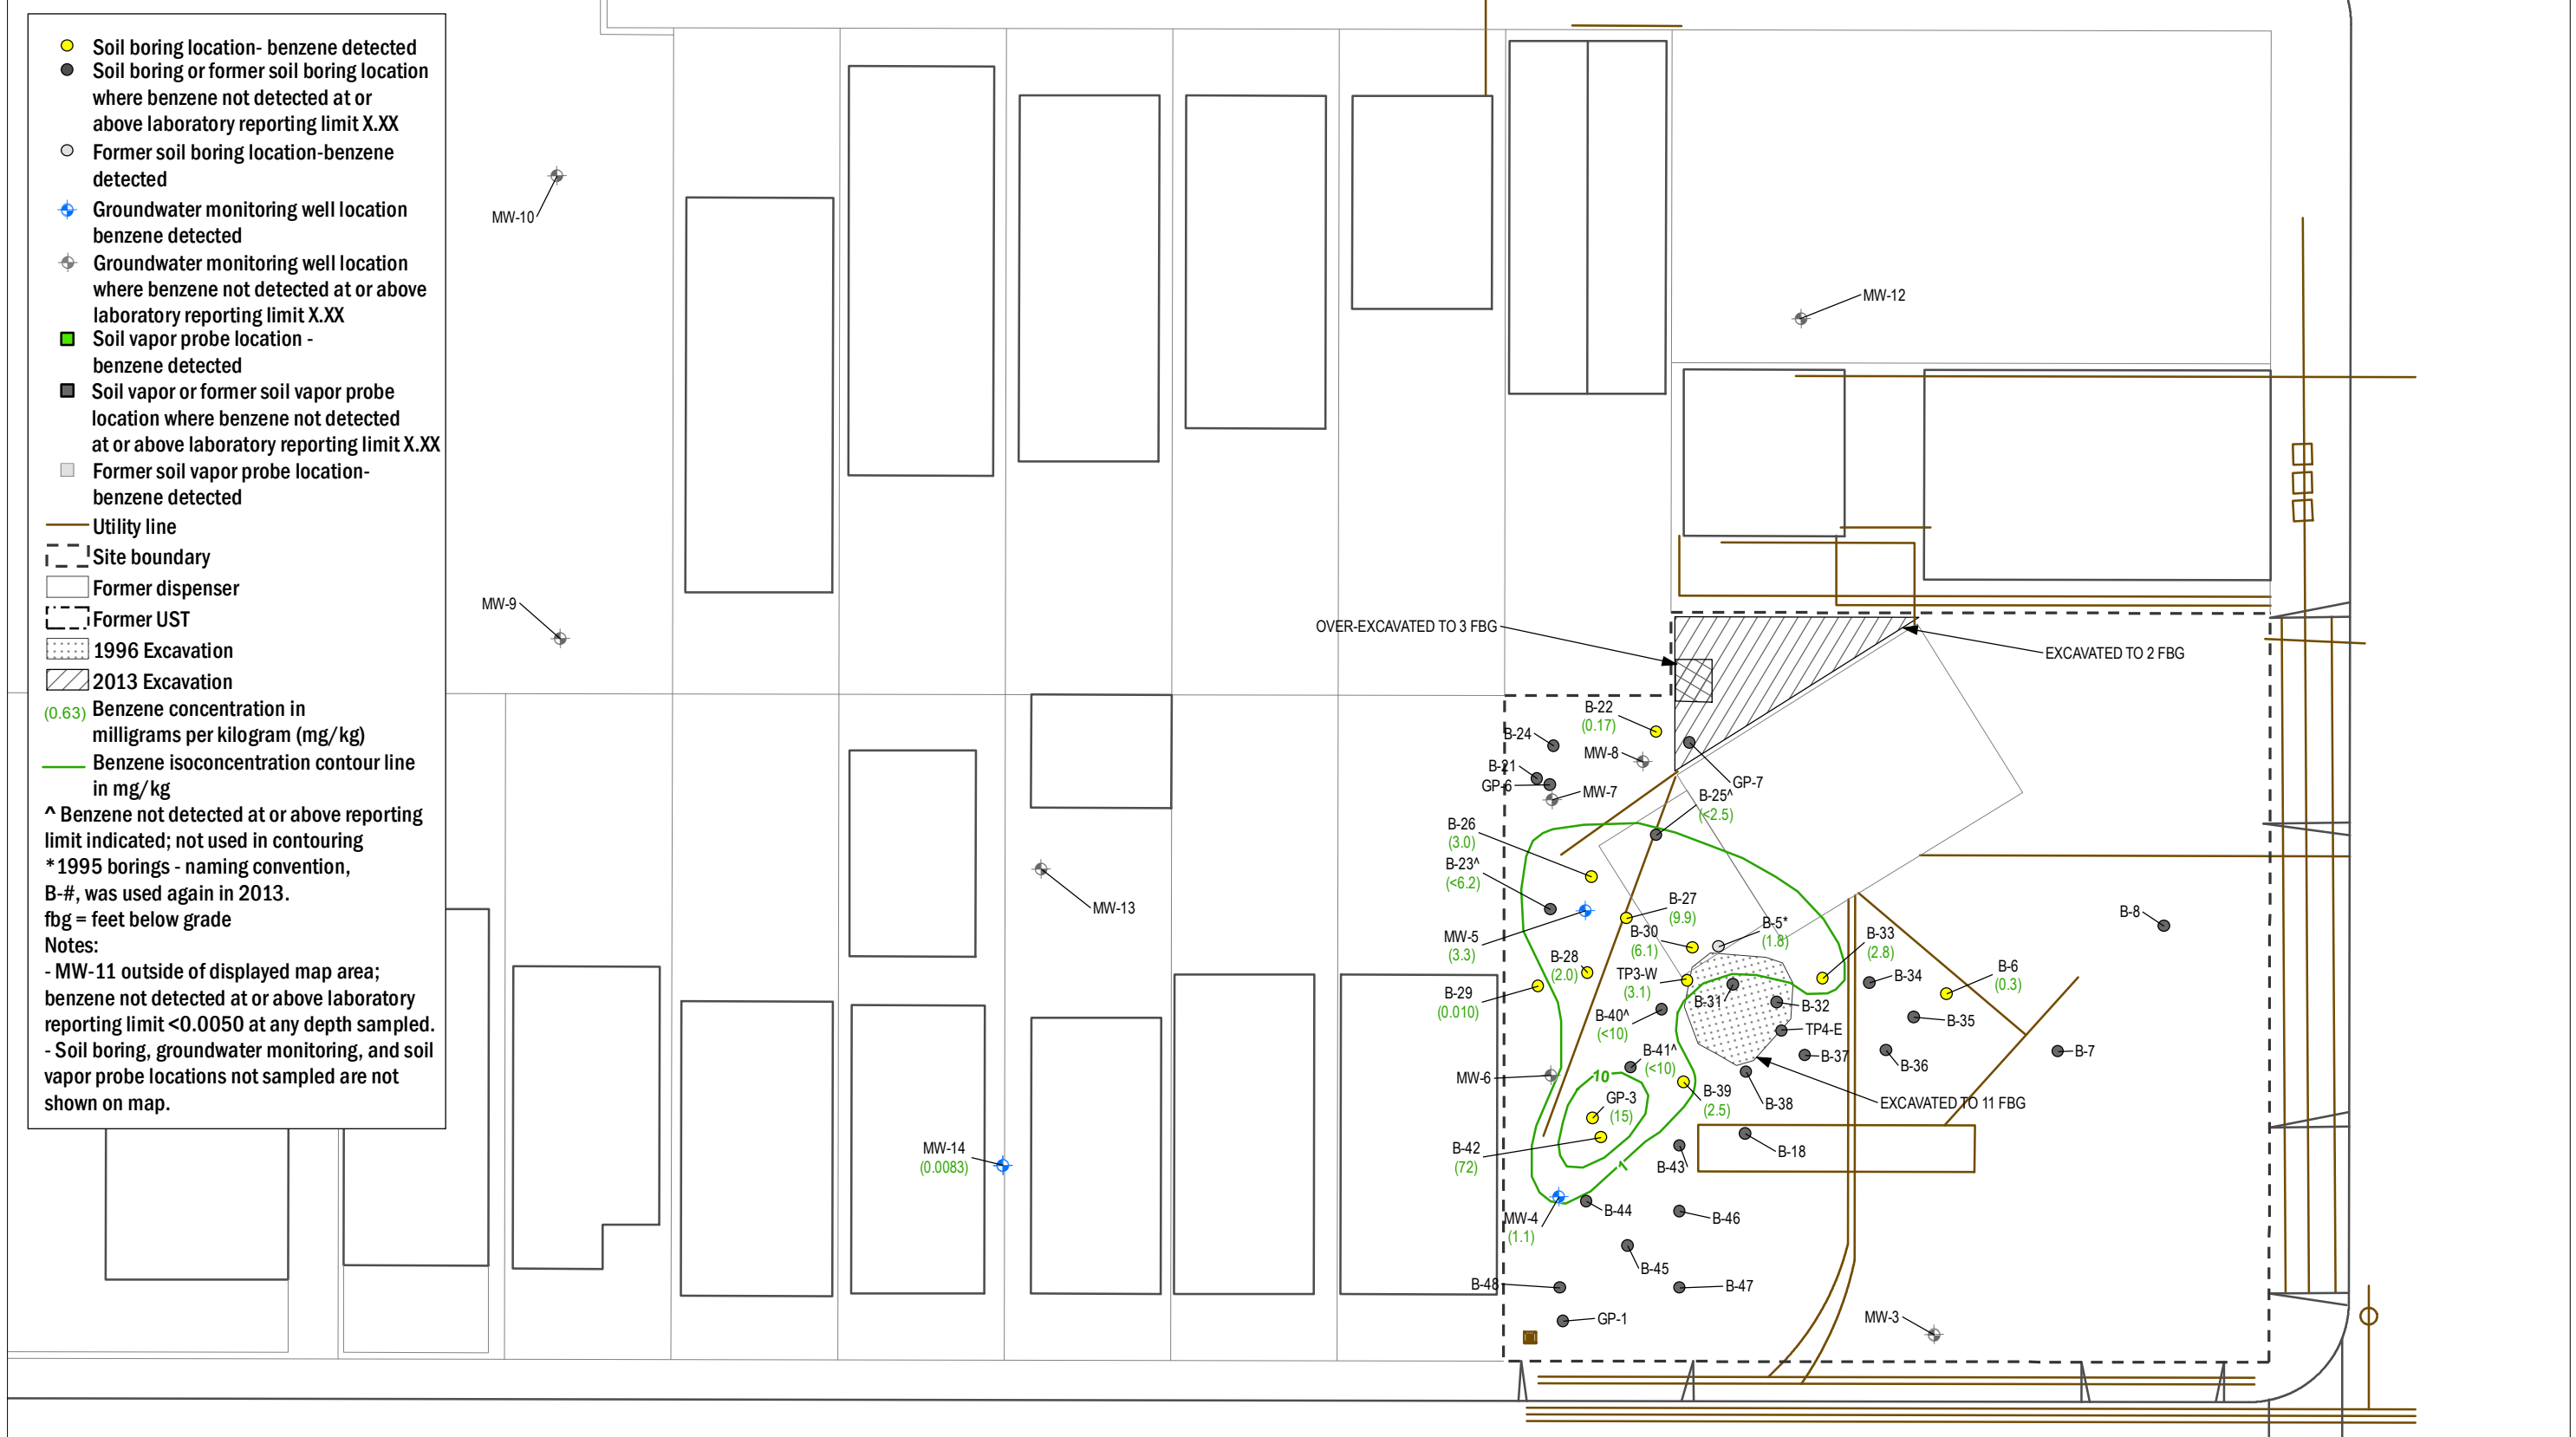 Soil boring location- benzene detected
Soil boring or former soil boring location
where benzene not detected at or
above laboratory reporting limit X.XX
Former soil boring location-benzene
detected
Groundwater monitoring well location
benzene detected
Groundwater monitoring well location
where benzene not detected at or above
laboratory reporting limit X.XX
Soil vapor probe location -
benzene detected
Soil vapor or former soil vapor probe
location where benzene not detected
at or above laboratory reporting limit X.XX
Former soil vapor probe location-
benzene detected
Utility line
Site boundary
Former dispenser
Former UST
1996 Excavation
2013 Excavation
(0.63) Benzene concentration in
milligrams per kilogram (mg/kg)
Benzene isoconcentration contour line
in mg/kg
^ Benzene not detected at or above reporting
limit indicated; not used in contouring
*1995 borings - naming convention,
B-#, was used again in 2013.
fbg = feet below grade
Notes:
- MW-11 outside of displayed map area;
benzene not detected at or above laboratory
reporting limit <0.0050 at any depth sampled.
- Soil boring, groundwater monitoring, and soil
vapor probe locations not sampled are not
shown on map.
MW-10
MW-12
MW-9
OVER-EXCAVATED TO 3 FBG
EXCAVATED TO 2 FBG
B-22
(0.17)
B-24
MW-8
B-21
GP-6
MW-7
GP-7
B-25^
(<2.5)
B-26
(3.0)
B-23^
(<6.2)
MW-13
B-27
(9.9)
B-8
B-5*
(1.8)
B-30
(6.1)
B-33
(2.8)
MW-5
(3.3)
B-28
(2.0)
TP3-W
(3.1)
B-34
B-6
(0.3)
B-29
(0.010)
B-31
B-32
B-40^
(<10)
B-35
TP4-E
B-41^
(<10)
B-37
B-36
B-7
MW-6
10
B-39
(2.5)
GP-3
(15)
B-38
EXCAVATED TO 11 FBG
MW-14
(0.0083)
B-42
(72)
B-18
B-43
1
MW-4
(1.1)
B-44
B-46
B-45
B-48
B-47
GP-1
MW-3